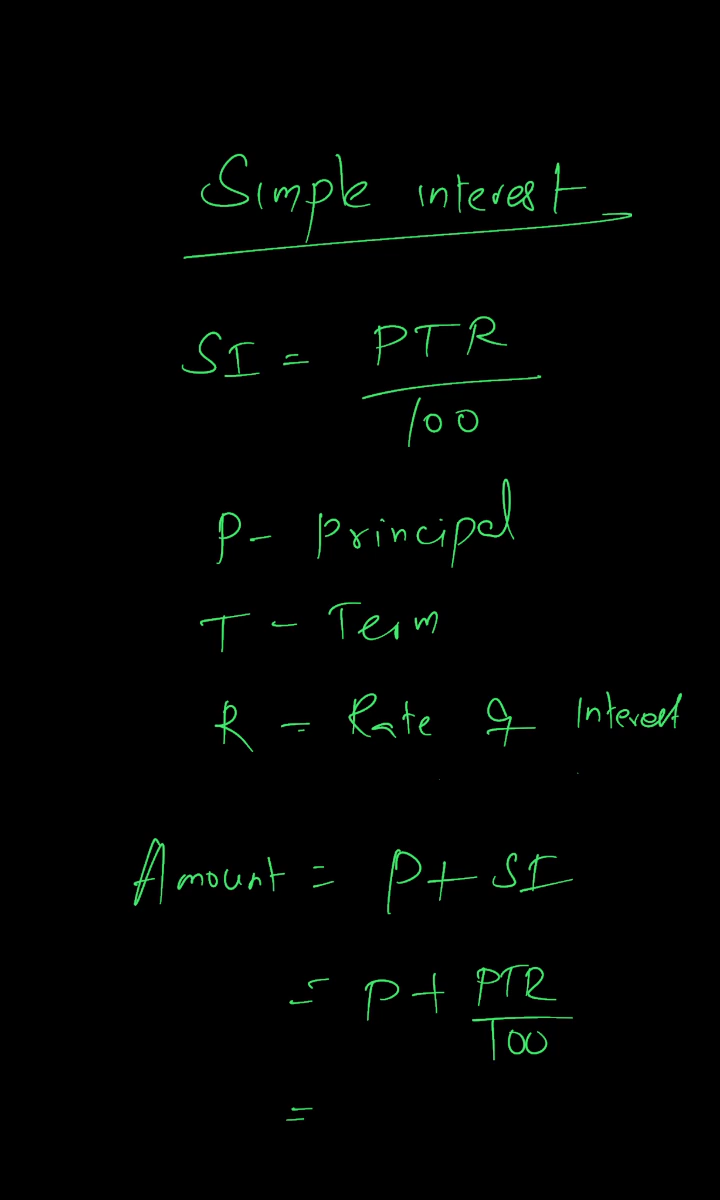 Simple interest
SI = PTR
100
P- principal
T - Term
R = Rate of Interest
Amount = P+ SI
= P+ PTR
100
=